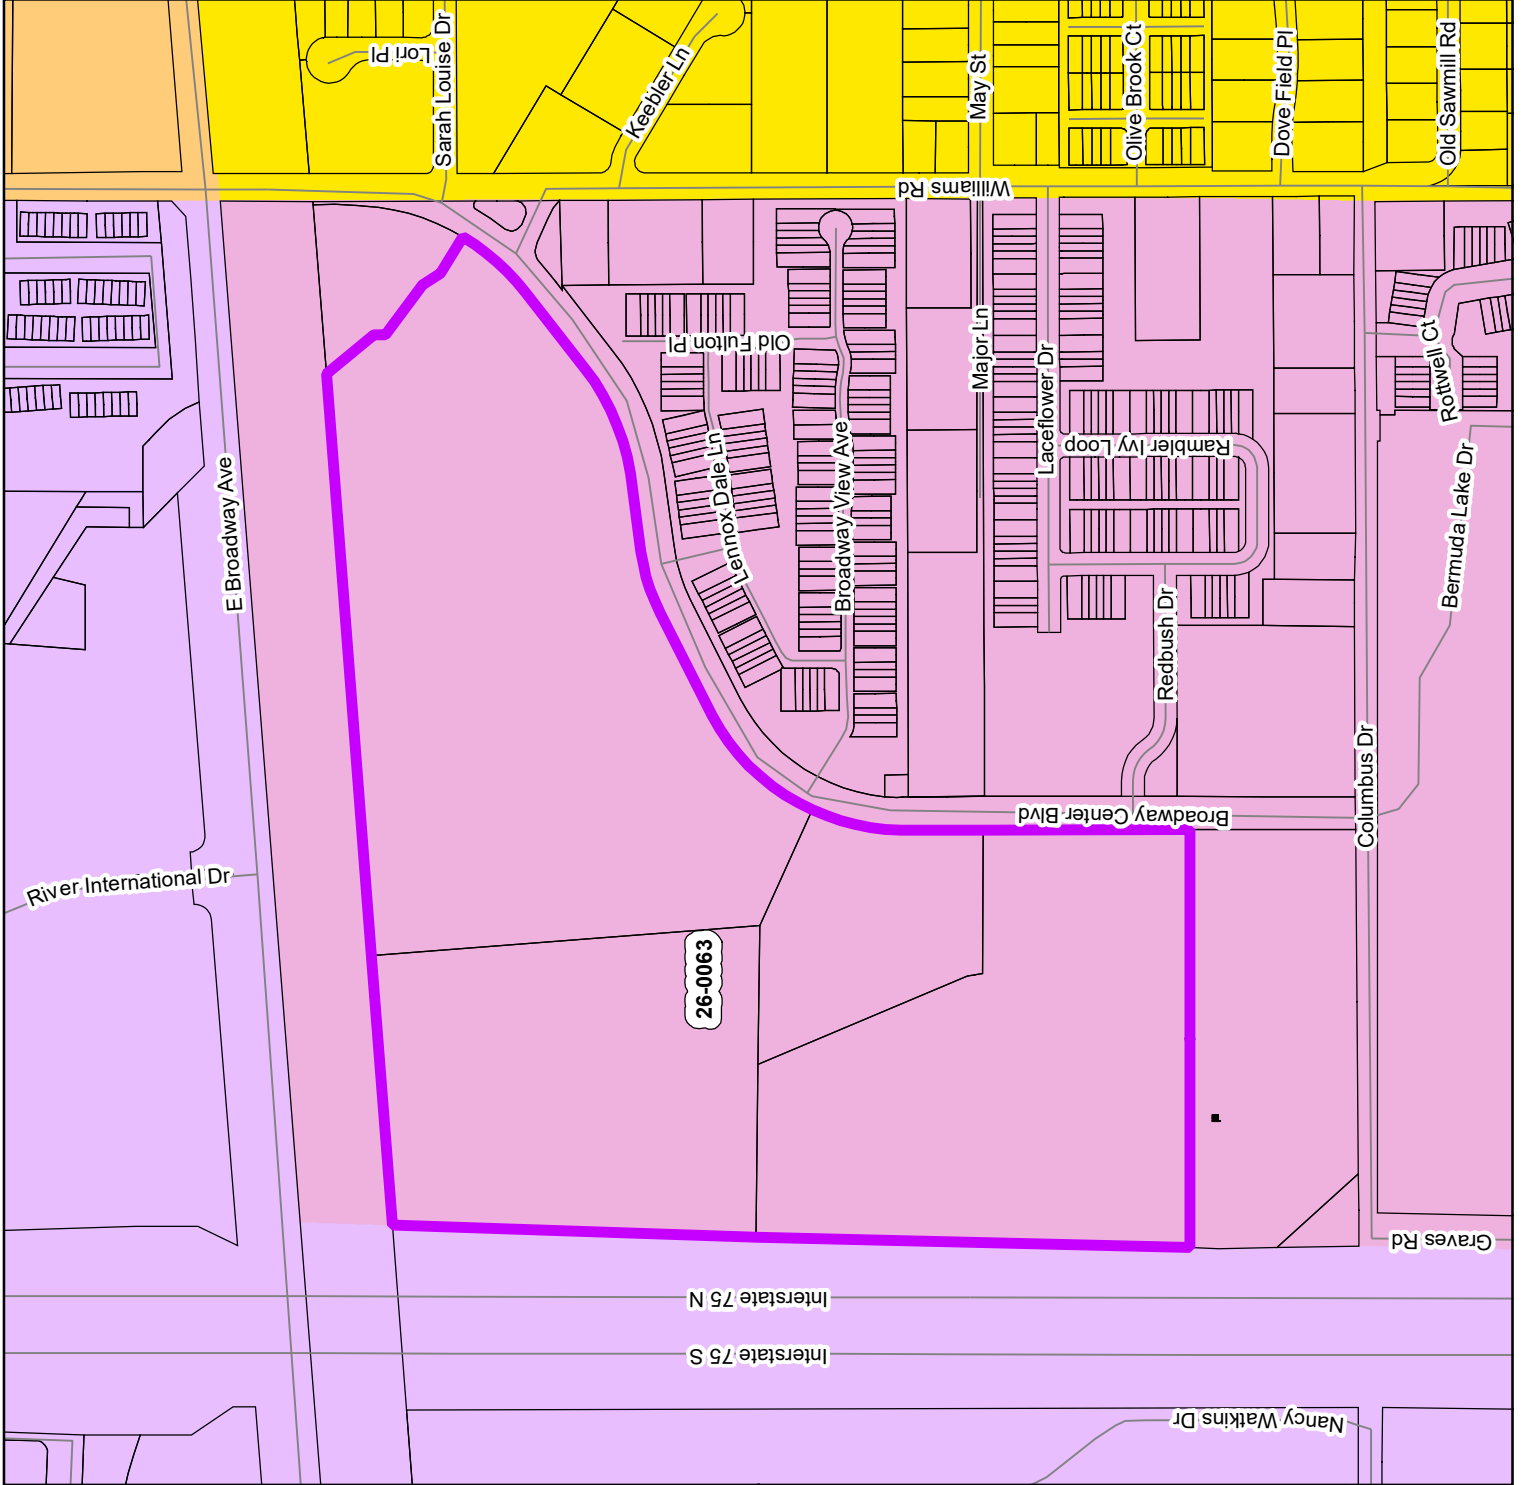 Lori Pl
Sarah Louise Dr
Keebler Ln
May St
Olive Brook Ct
Dove Field Pl
Old Sawmill Rd
Williams Rd
Old Fulton Pl
Major Ln
Laceflower Dr
Rottwell Ct
Rambler Ivy Loop
E Broadway Ave
Lennox Dale Ln
Broadway View Ave
Bermuda Lake Dr
Redbush Dr
Columbus Dr
Broadway Center Blvd
River International Dr
26-0063
Graves Rd
Interstate 75 N
Interstate 75 S
Nancy Watkins Dr